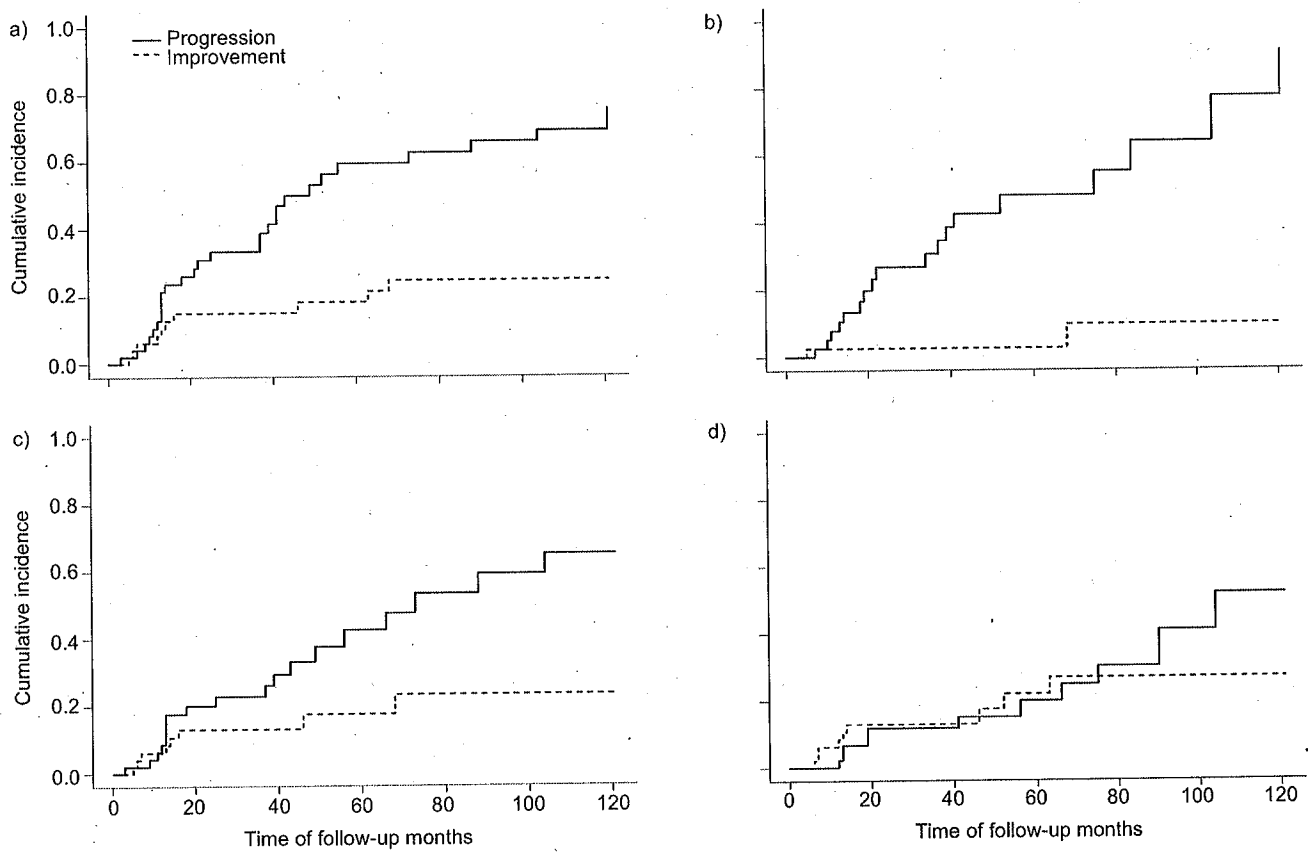 a)
1.0
Progression
Improvement
0.8
0.6
0.4
0.2
0.0
Cumulative incidence
b)
c)
1.0
0.8
0.6
0.4
0.2
0.0
Cumulative incidence
0 20 40 60 80 100 120
Time of follow-up months
d)
0 20 40 60 80 100 120
Time of follow-up months